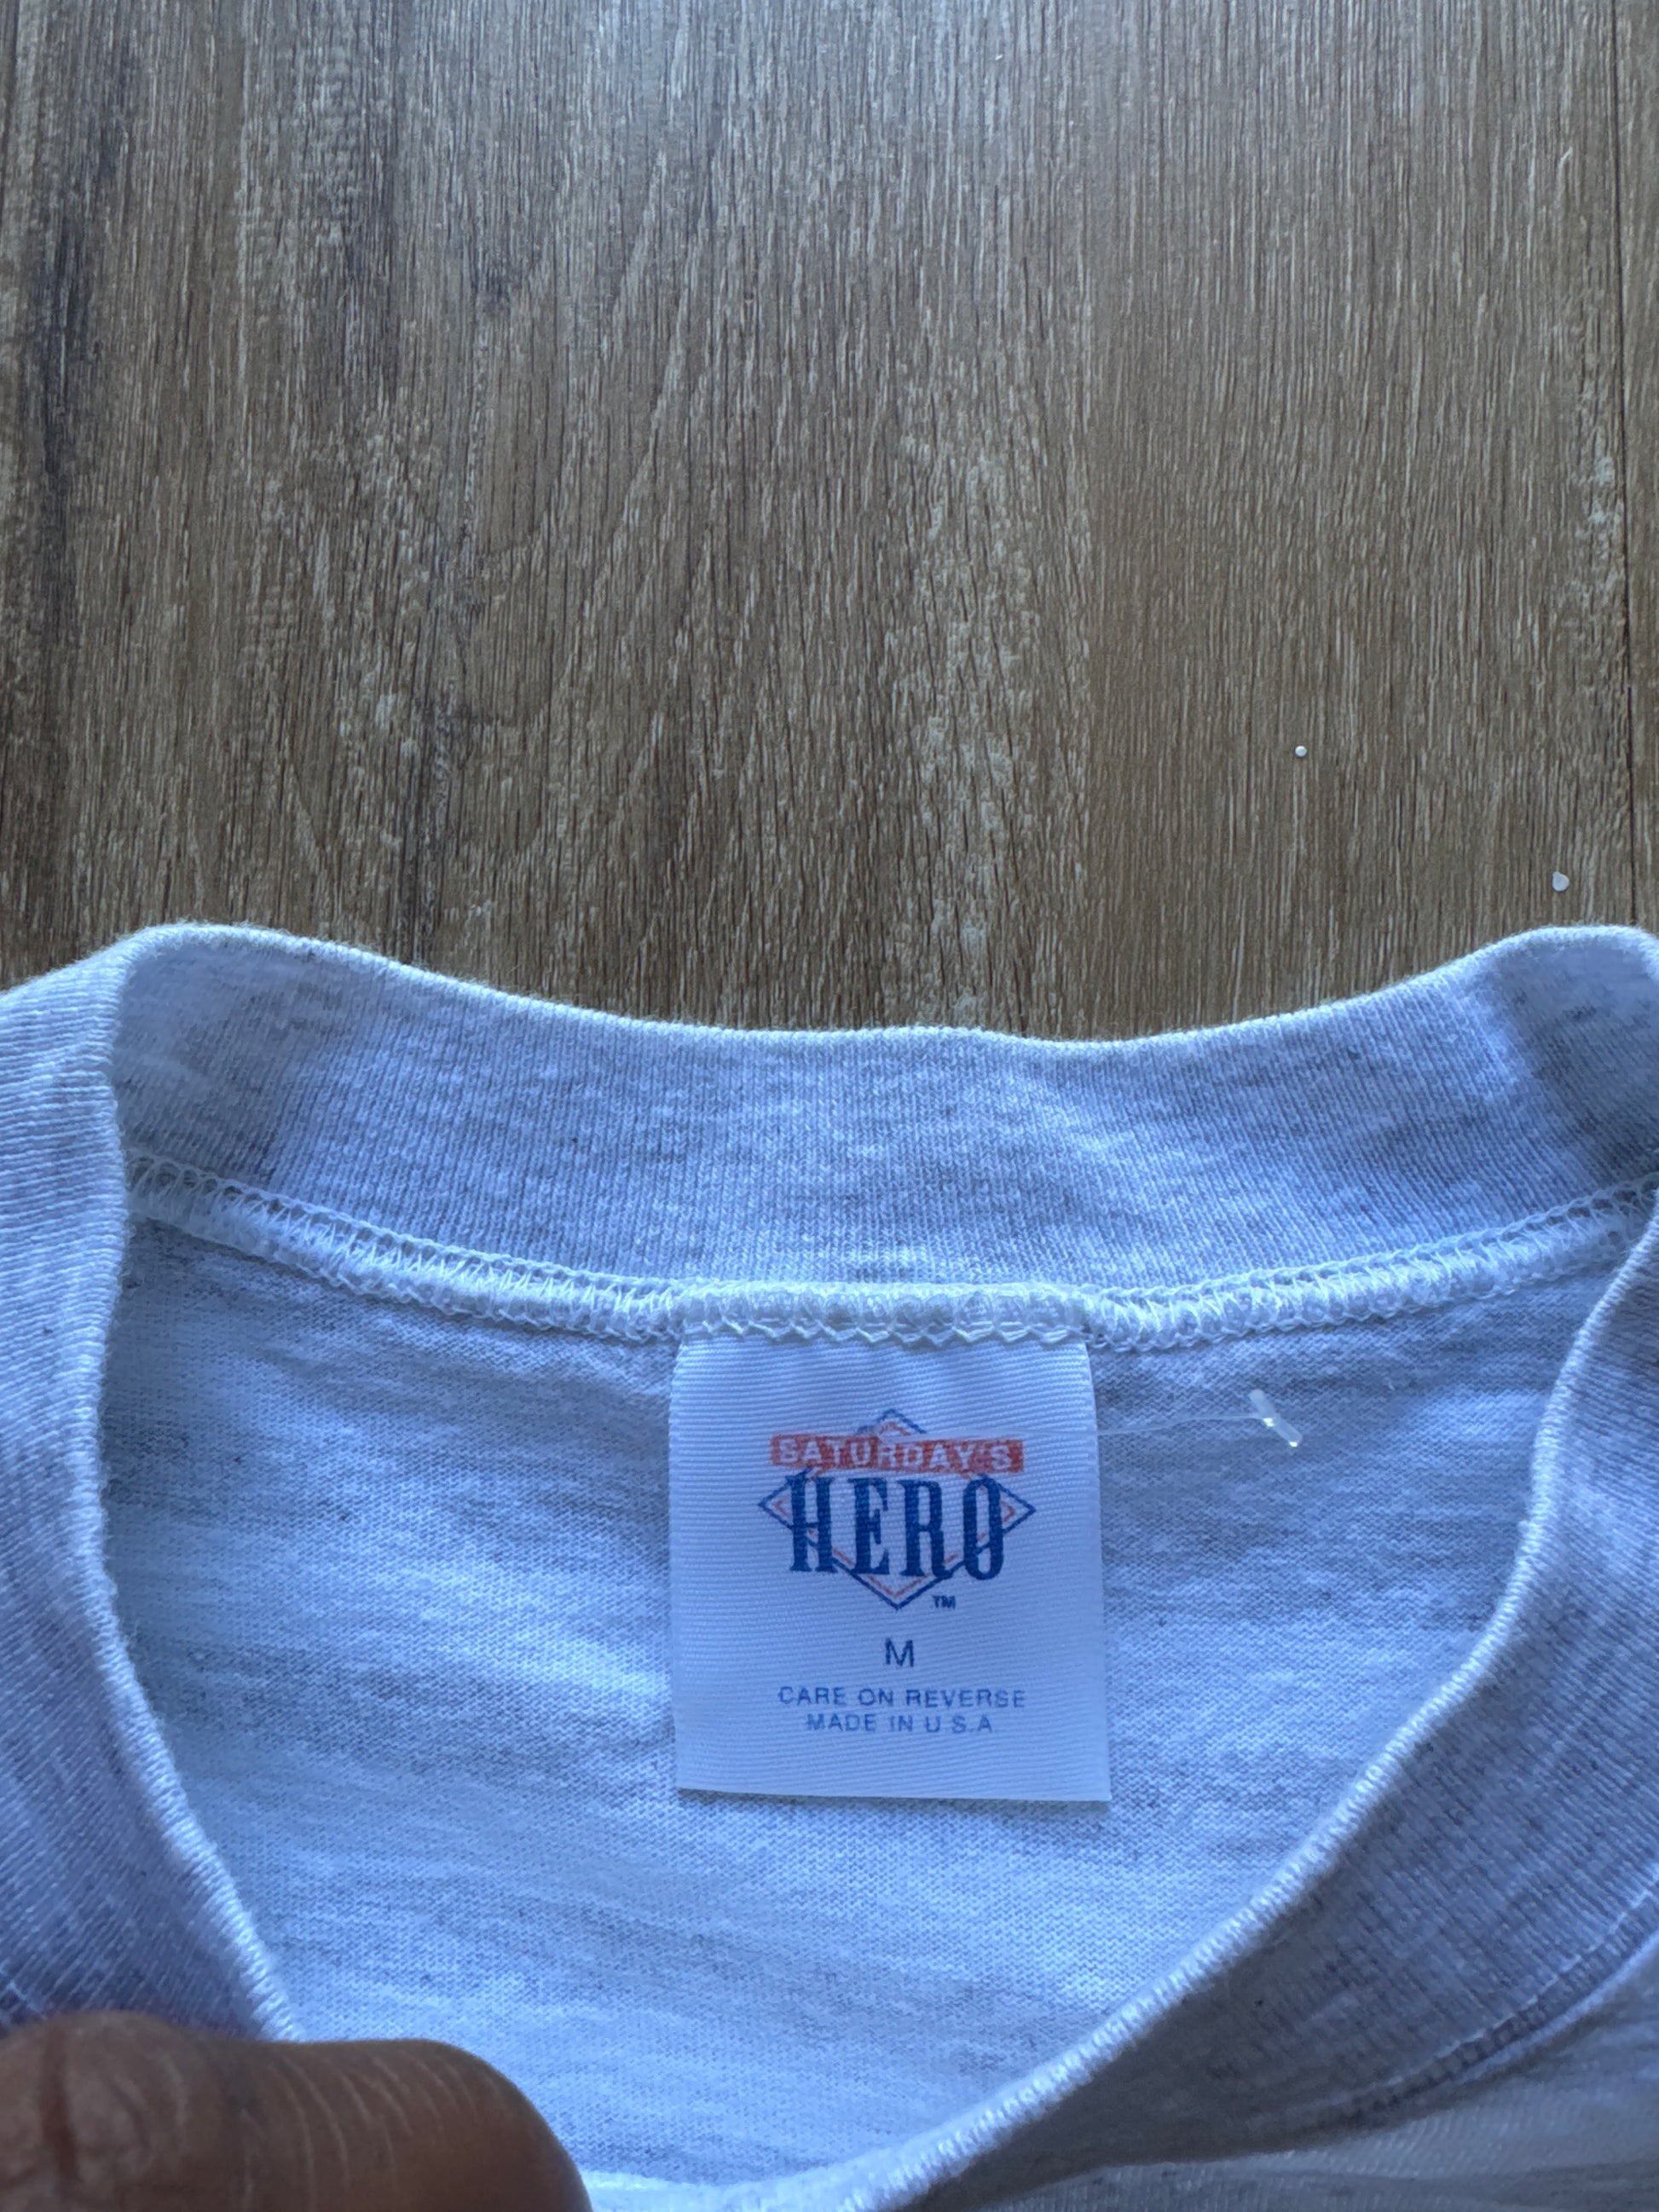 SATURDAY'S
HERO
TM
M
CARE ON REVERSE
MADE IN U.S.A.